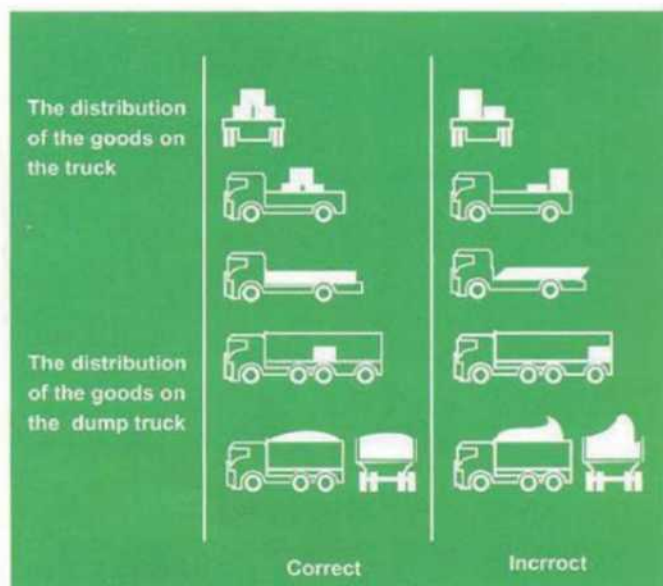 The distribution
of the goods on
the truck
The distribution
of the goods on
the dump truck
Correct
Incrroct